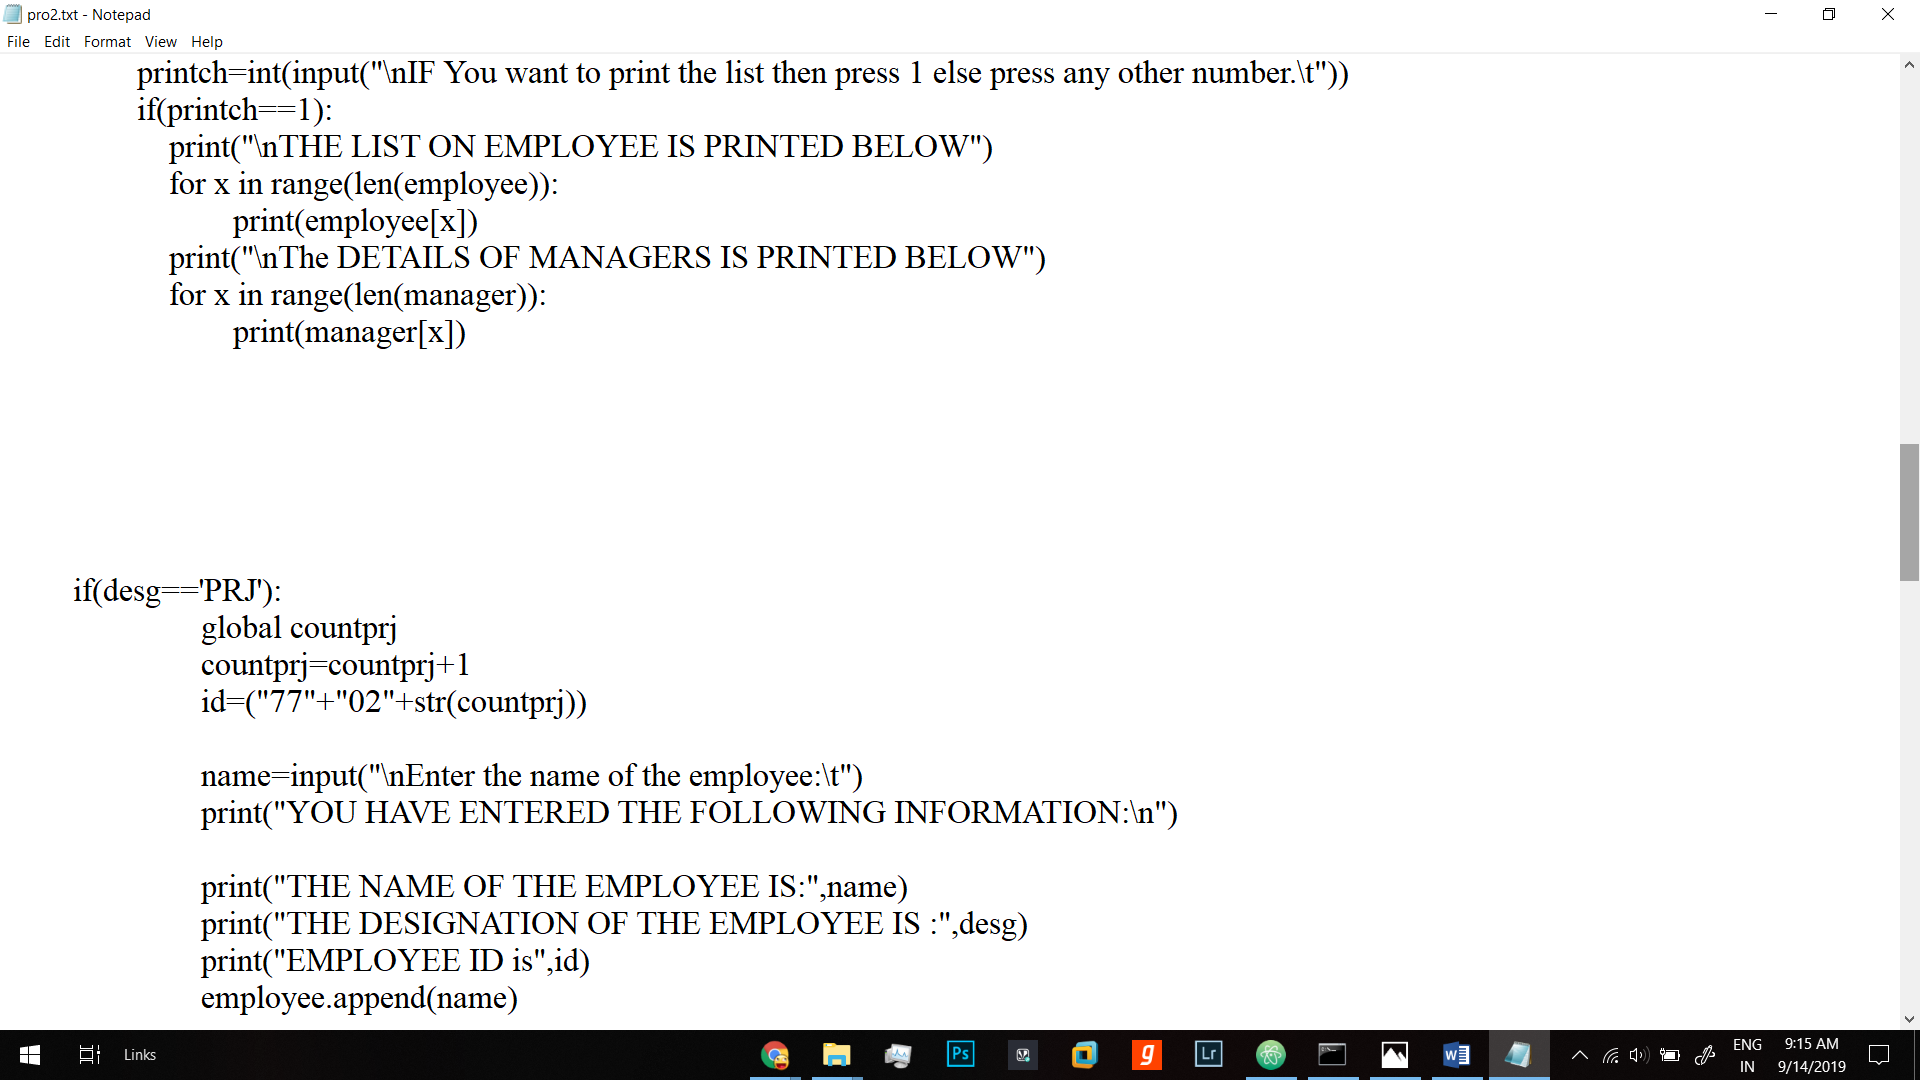 pro2.txt - Notepad
File Edit Format View Help
printch=int(input("\nIF You want to print the list then press 1 else press any other number.\t"))
if(printch==1):
print("\nTHE LIST ON EMPLOYEE IS PRINTED BELOW")
for x in range(len(employee)):
print(employee[x])
print("\nThe DETAILS OF MANAGERS IS PRINTED BELOW")
for x in range(len(manager)):
print(manager[x])
if(desg=='PRJ'):
global countprj
countprj=countprj+1
id=("77"+"02"+str(countprj))
name=input("\nEnter the name of the employee:\t")
print("YOU HAVE ENTERED THE FOLLOWING INFORMATION:\n")
print("THE NAME OF THE EMPLOYEE IS:",name)
print("THE DESIGNATION OF THE EMPLOYEE IS :",desg)
print("EMPLOYEE ID is",id)
employee.append(name)
Links
Ps
g
Lr
W
ENG
IN
9:15 AM
9/14/2019